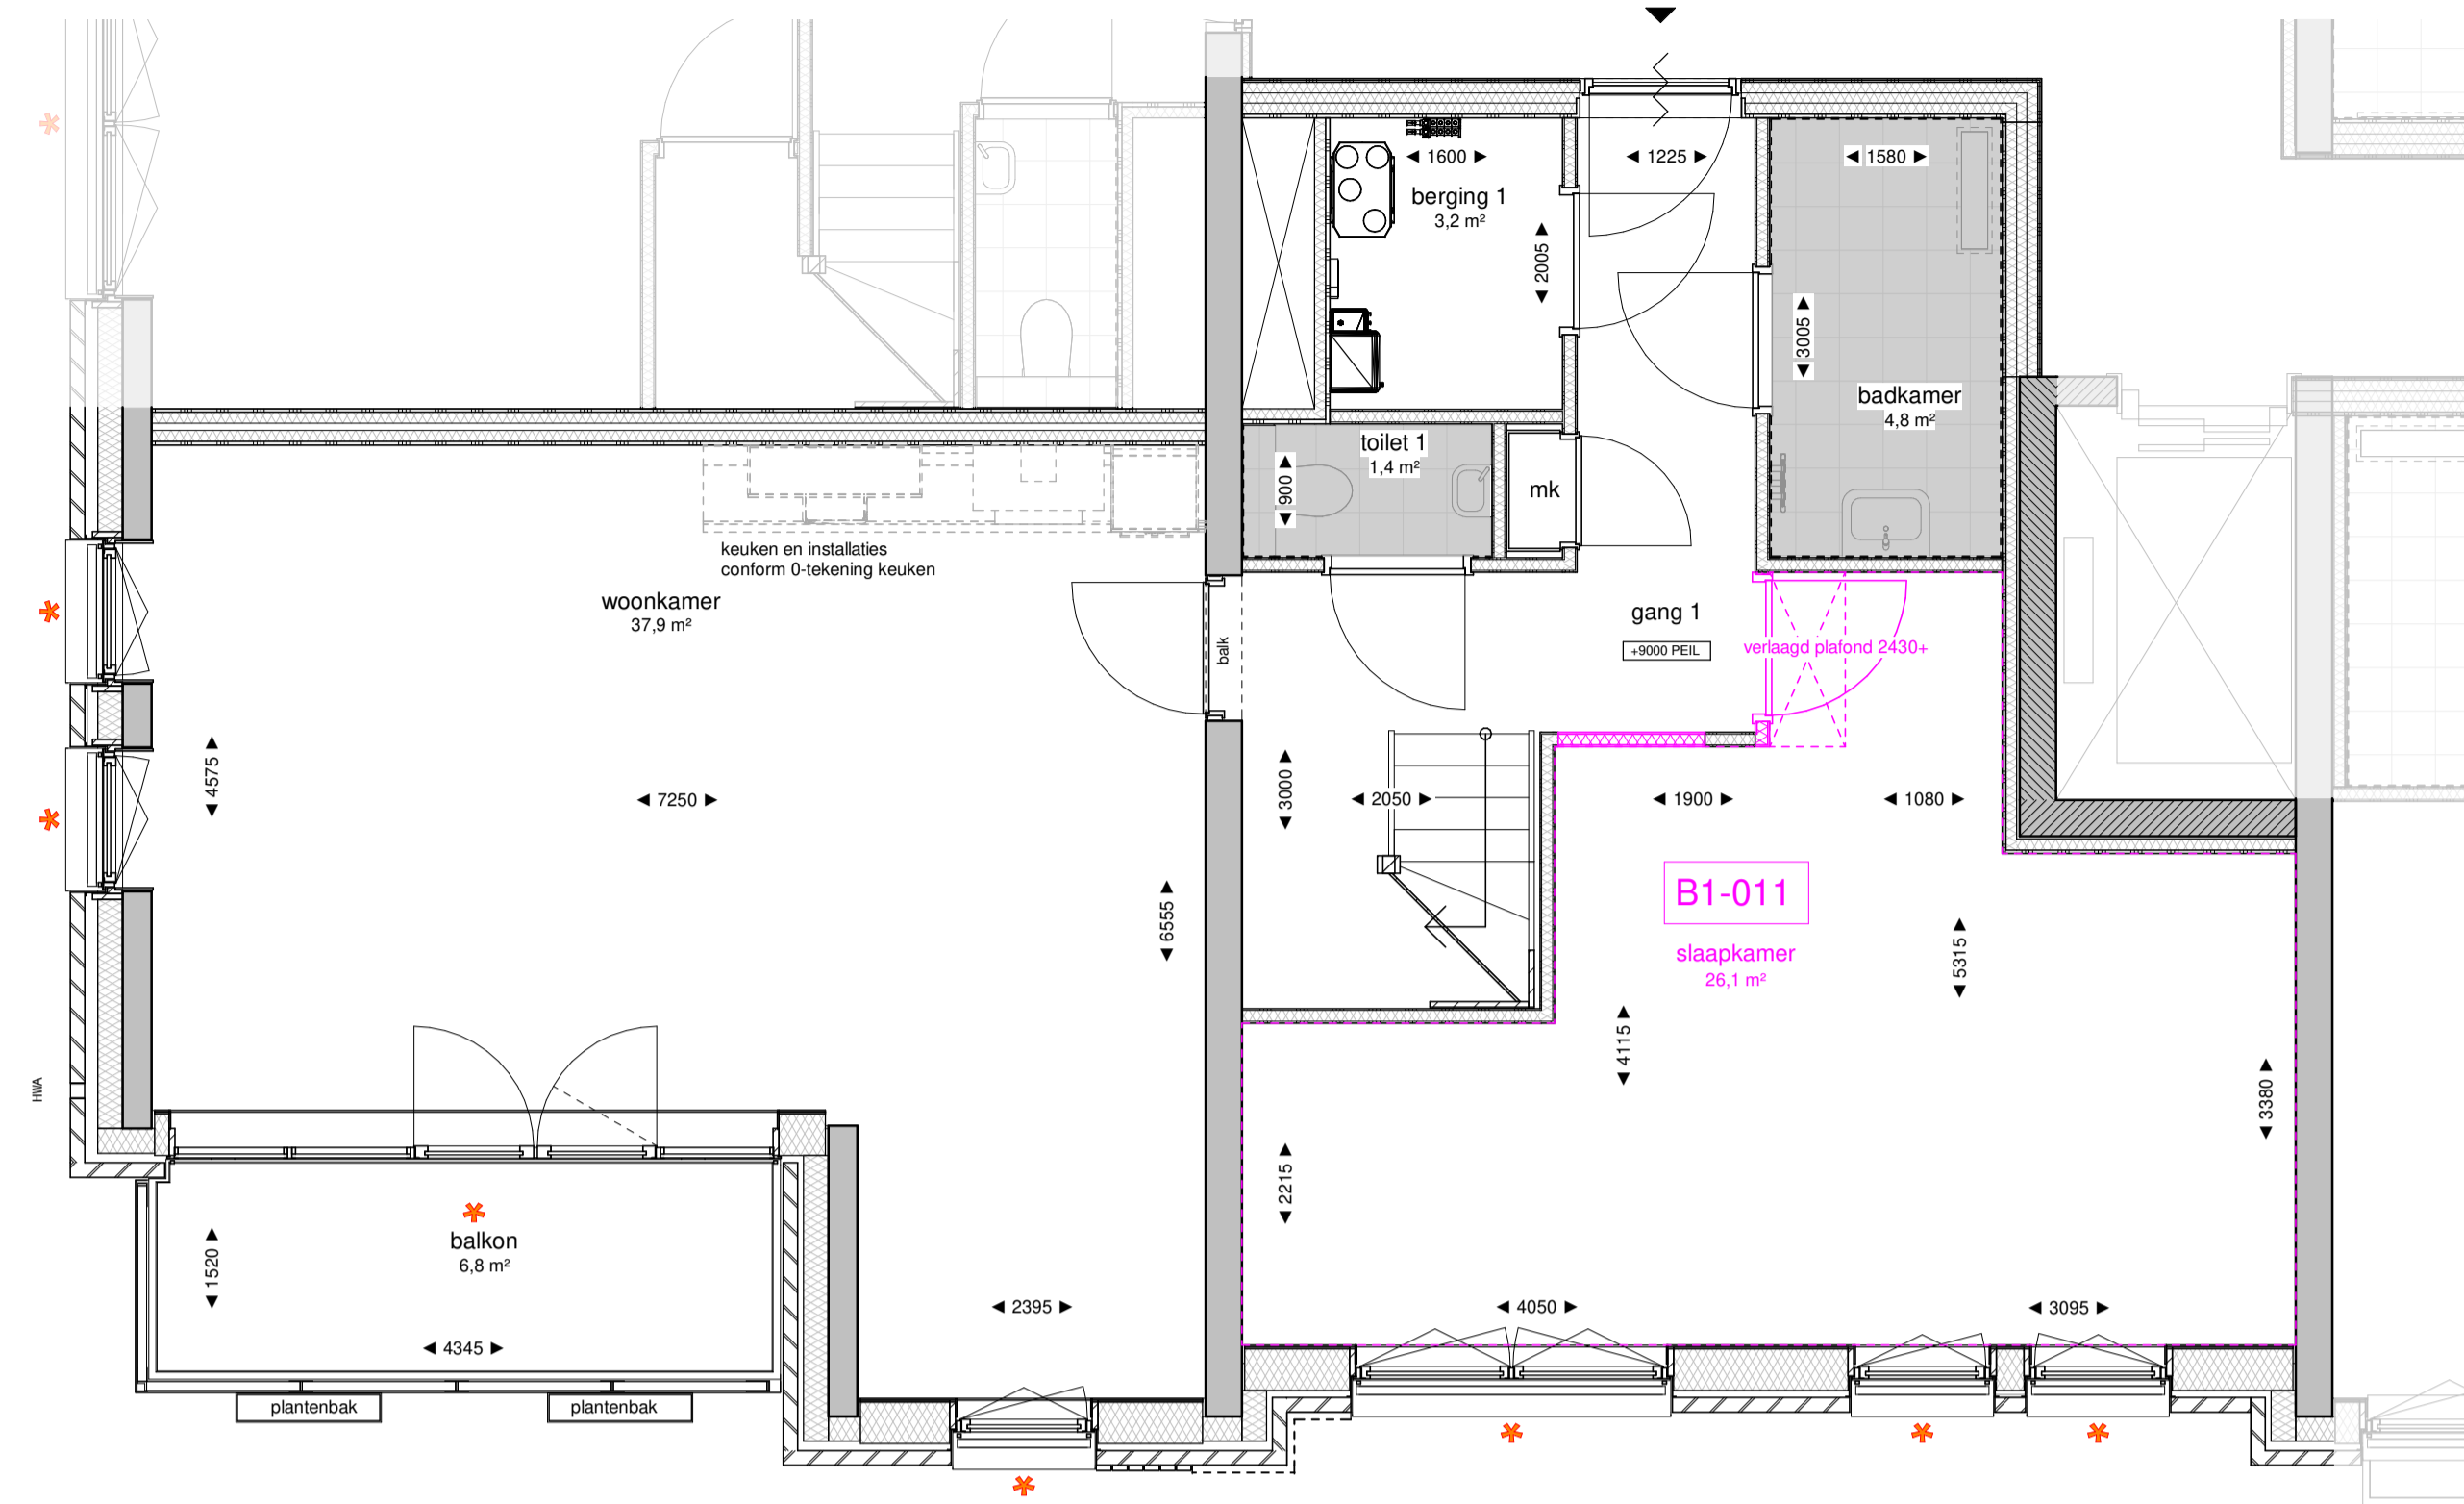 1600
1225
1580
berging 1
3,2 m²
2005
3005
badkamer
4,8 m²
toilet 1
1,4 m²
900
mk
keuken en installaties
conform 0-tekening keuken
woonkamer
37,9 m²
balk
gang 1
+9000 PEIL
verlaagd plafond 2430+
4575
7250
3000
2050
1900
1080
B1-011
slaapkamer
26,1 m²
6555
5315
4115
3380
HWA
2215
balkon
6,8 m²
1520
2395
4050
3095
4345
plantenbak
plantenbak